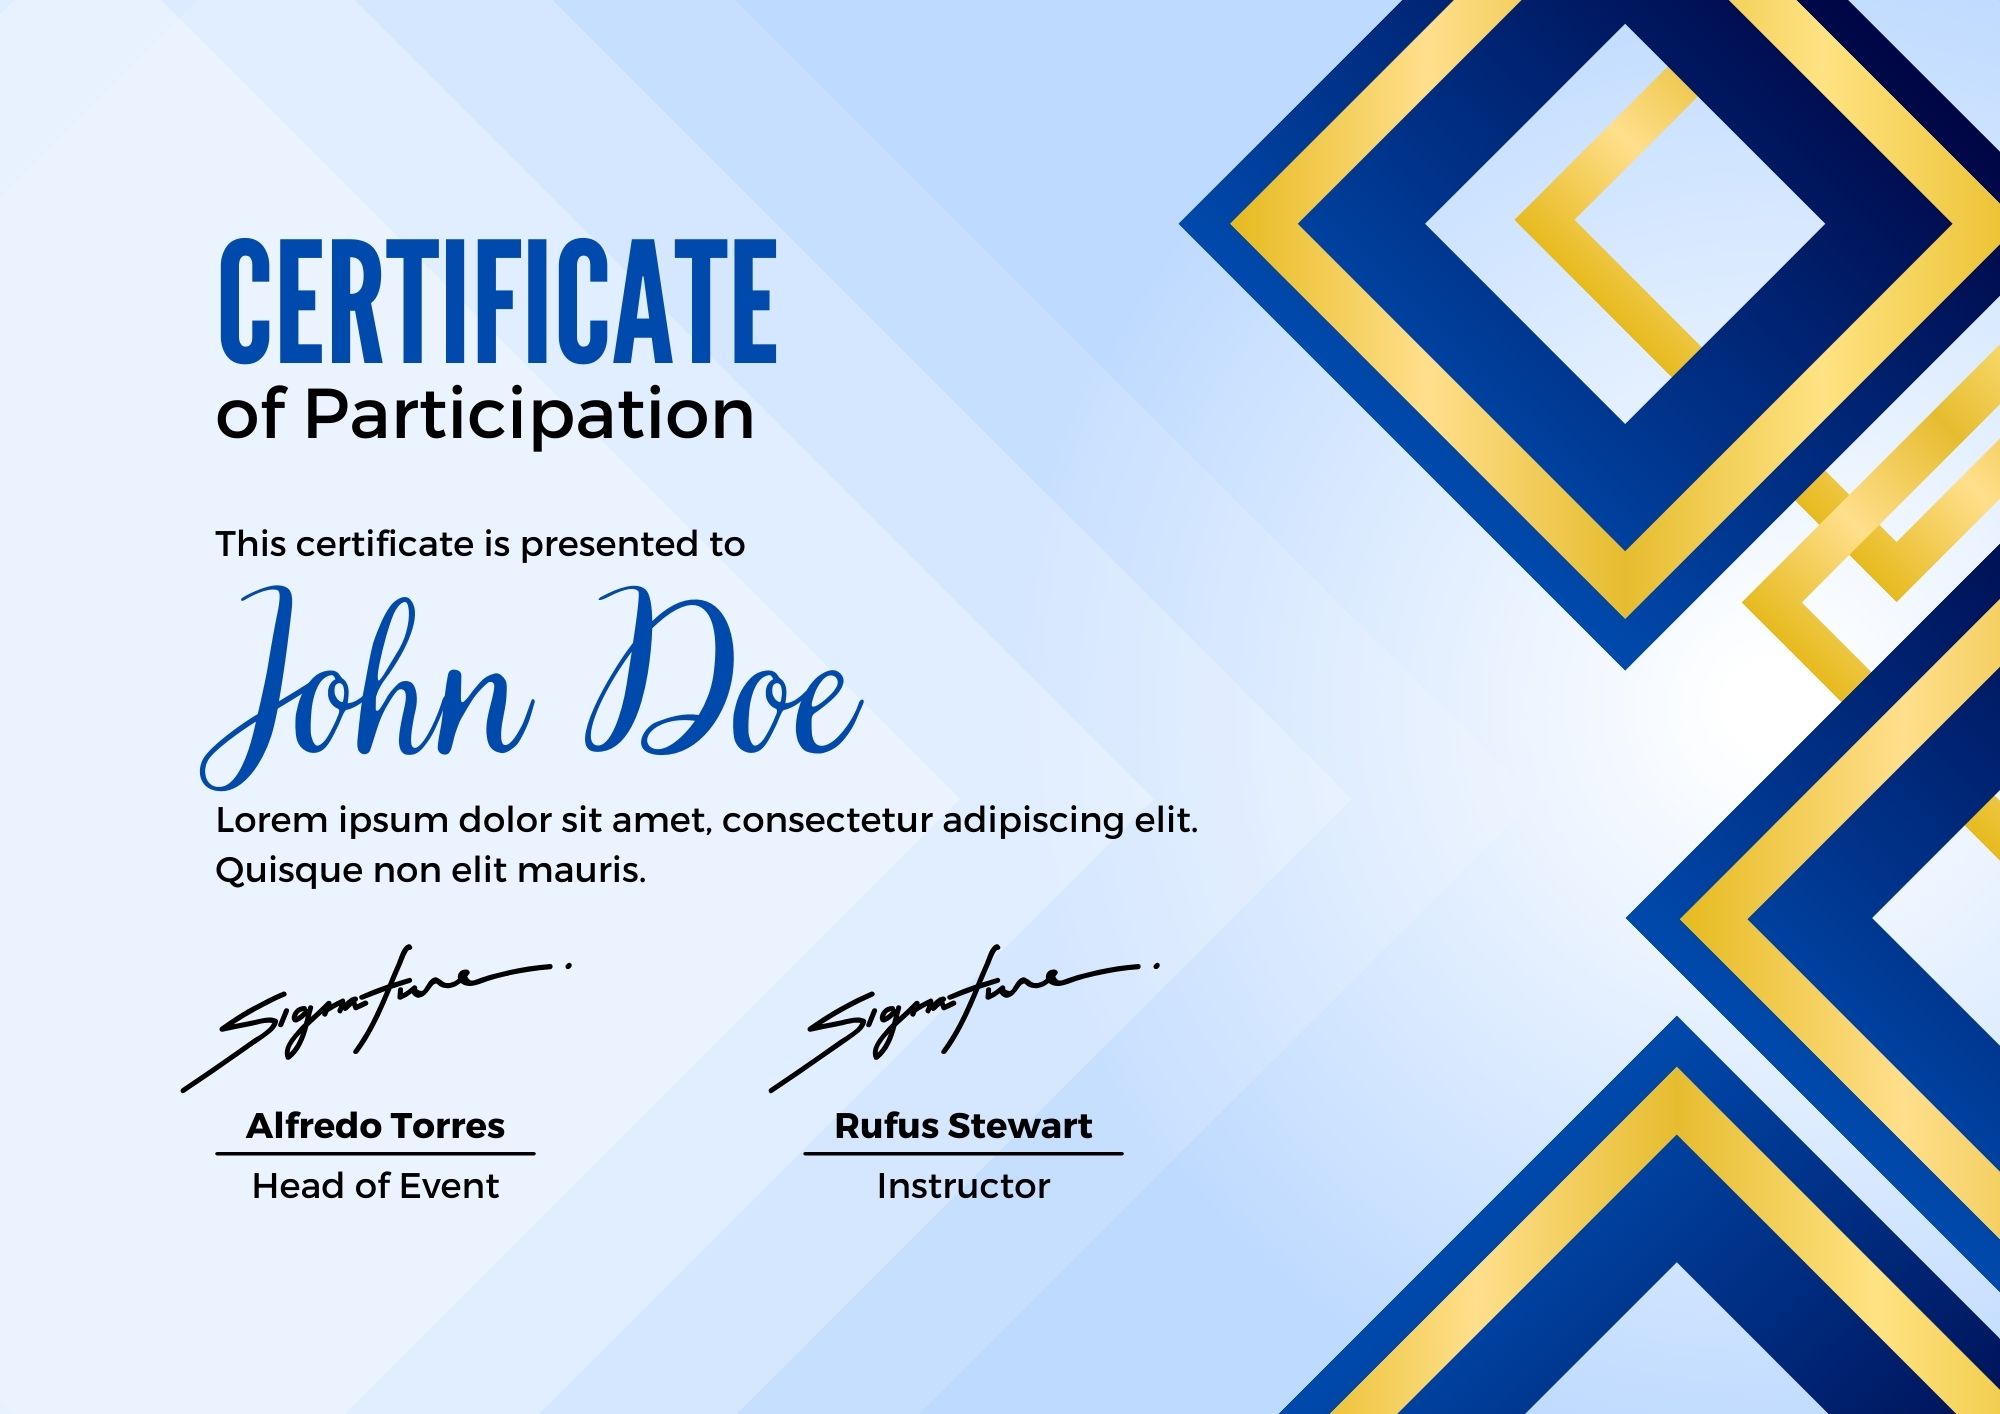 CERTIFICATE
of Participation
This certificate is presented to
John Doe
Lorem ipsum dolor sit amet, consectetur adipiscing elit.
Quisque non elit mauris.
Signature Signature
Alfredo Torres Rufus Stewart
Head of Event Instructor